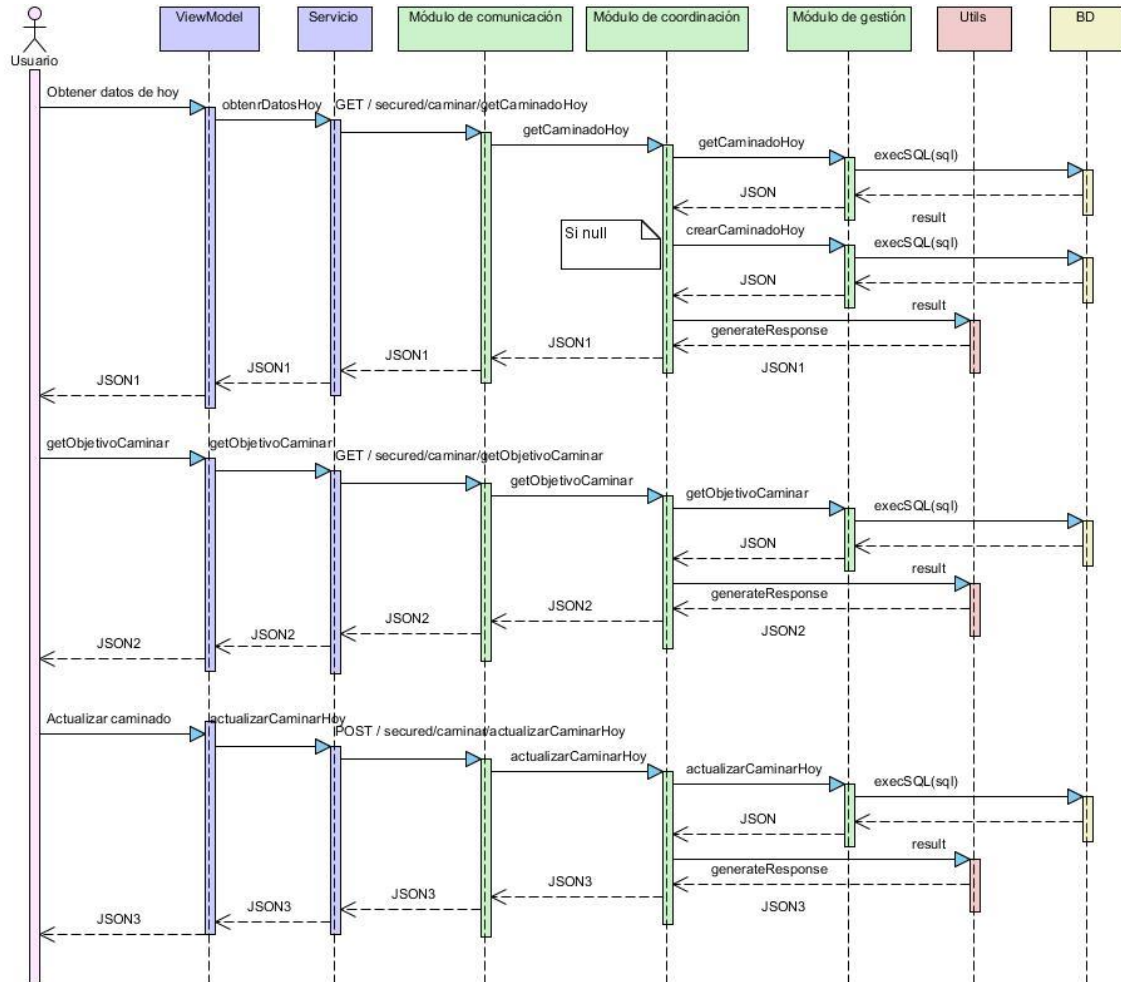 ViewModel
Servicio
Módulo de comunicación
Módulo de coordinación
Módulo de gestión
Utils
BD
Usuario
Obtener datos de hoy
obtenrDatosHoy
GET / secured/caminar/getCaminadoHoy
getCaminadoHoy
getCaminadoHoy
execSQL(sql)
JSON
result
Si null
crearCaminadoHoy
execSQL(sql)
JSON
result
generateResponse
JSON1
JSON1
JSON1
JSON1
JSON1
getObjetivoCaminar
getObjetivoCaminar
GET / secured/caminar/getObjetivoCaminar
getObjetivoCaminar
getObjetivoCaminar
execSQL(sql)
JSON
result
generateResponse
JSON2
JSON2
JSON2
JSON2
JSON2
Actualizar caminado
actualizarCaminarHoy
POST / secured/caminar/actualizarCaminarHoy
actualizarCaminarHoy
actualizarCaminarHoy
execSQL(sql)
JSON
result
generateResponse
JSON3
JSON3
JSON3
JSON3
JSON3